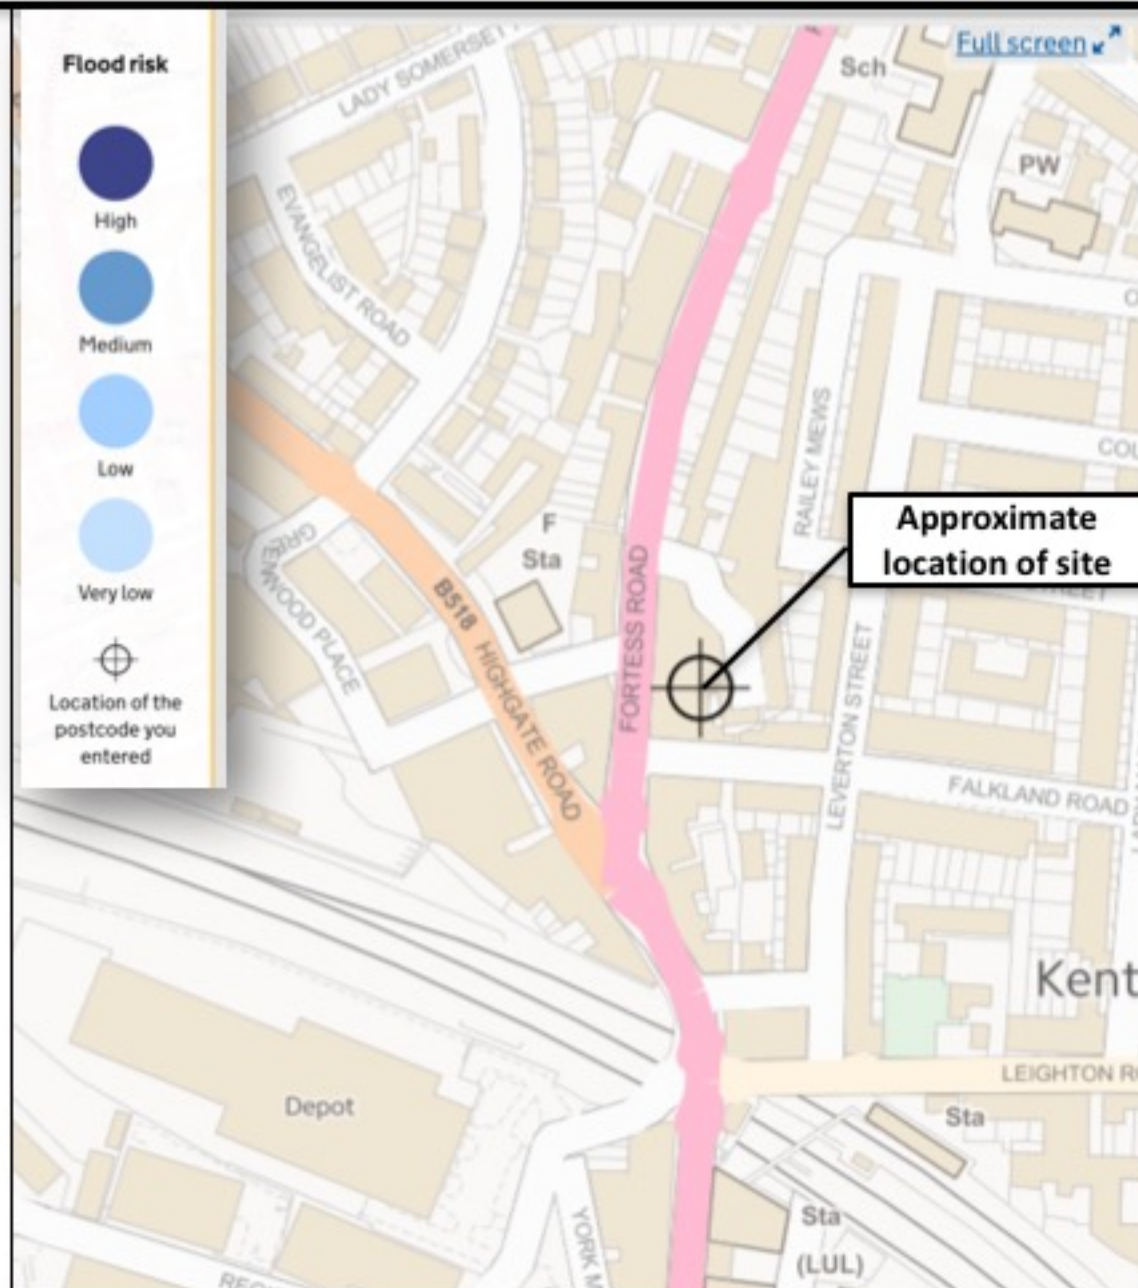 Flood risk
High
Medium
Low
Very low
Location of the
postcode you
entered
Full screen
Sch
LADY SOMERSET
PW
EVANGELIST ROAD
RAILEY MEWS
COL
Approximate
location of site
F
Sta
FORTESS ROAD
GREENWOOD PLACE
B518 HIGHGATE ROAD
LEVERTON STREET
FALKLAND ROAD
Kent
LEIGHTON R
Depot
Sta
Sta
(LUL)
YORK M